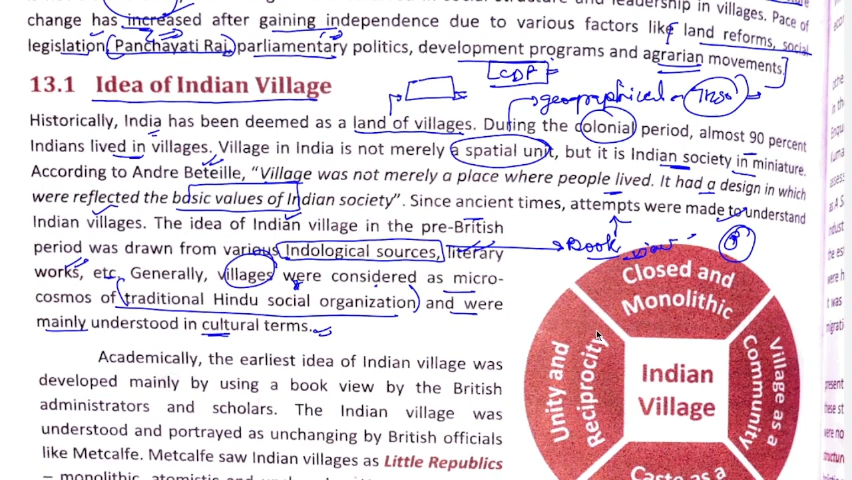 change has increased after gaining independence due to various factors like land reforms, social
legislation, Panchayati Raj, parliamentary politics, development programs and agrarian movements.
CDP
13.1 Idea of Indian Village
geographical
Historically, India has been deemed as a land of villages. During the colonial period, almost 90 percent
Indians lived in villages. Village in India is not merely a spatial unit, but it is Indian society in miniature.
According to Andre Beteille, "Village was not merely a place where people lived. It had a design in which
were reflected the basic values of Indian society". Since ancient times, attempts were made to understand
Indian villages. The idea of Indian village in the pre-British
period was drawn from various Indological sources, literary
Book view
works, etc. Generally, villages were considered as micro-
cosmos of traditional Hindu social organization and were
mainly understood in cultural terms.
Academically, the earliest idea of Indian village was
developed mainly by using a book view by the British
administrators and scholars. The Indian village was
understood and portrayed as unchanging by British officials
like Metcalfe. Metcalfe saw Indian villages as Little Republics
– monolithic, atomistic and
Closed and
Monolithic
Unity and
Reciprocity
Indian
Village
Village as a
Community
Caste as a